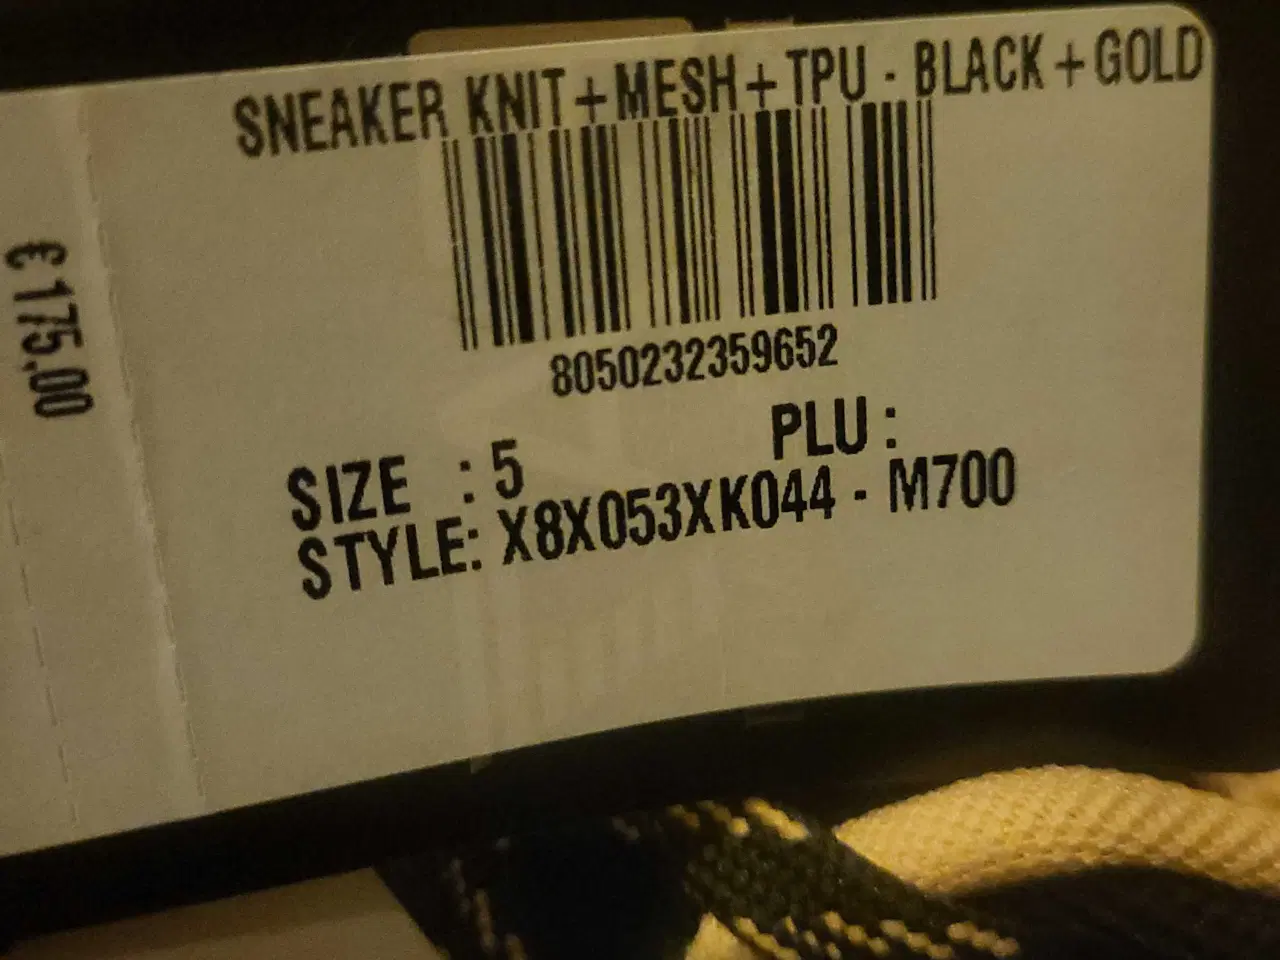 SNEAKER KNIT+MESH+TPU - BLACK+GOLD
8050232359652
PLU :
SIZE : 5
STYLE: X8X053XK044 - M700
€175,00